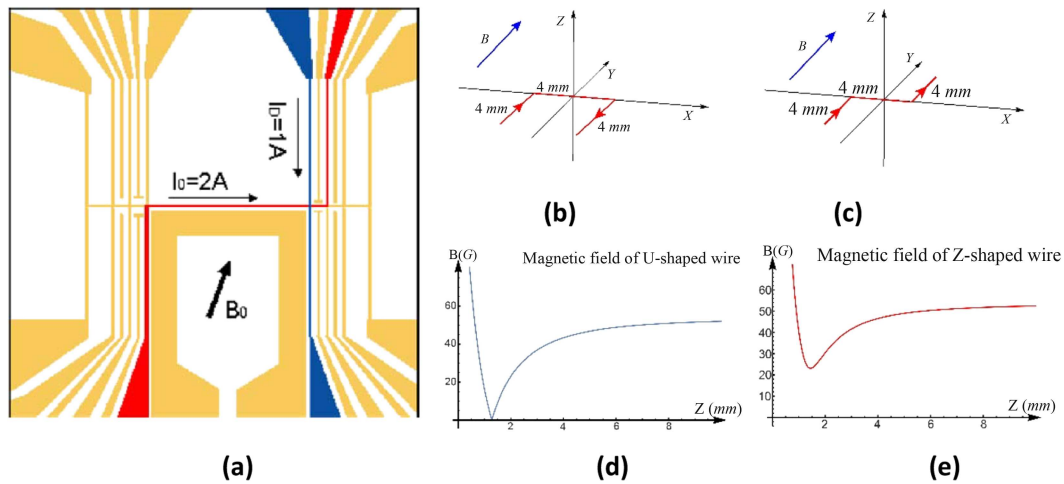 I₀=1A
I₀=2A
B₀
(a)
Z
B
Y
4 mm
4 mm
4 mm
X
(b)
Z
B
Y
4 mm
4 mm
4 mm
X
(c)
B(G)
Magnetic field of U-shaped wire
60
40
20
2
4
6
8
Z (mm)
(d)
B(G)
Magnetic field of Z-shaped wire
60
50
40
30
20
10
2
4
6
8
Z (mm)
(e)